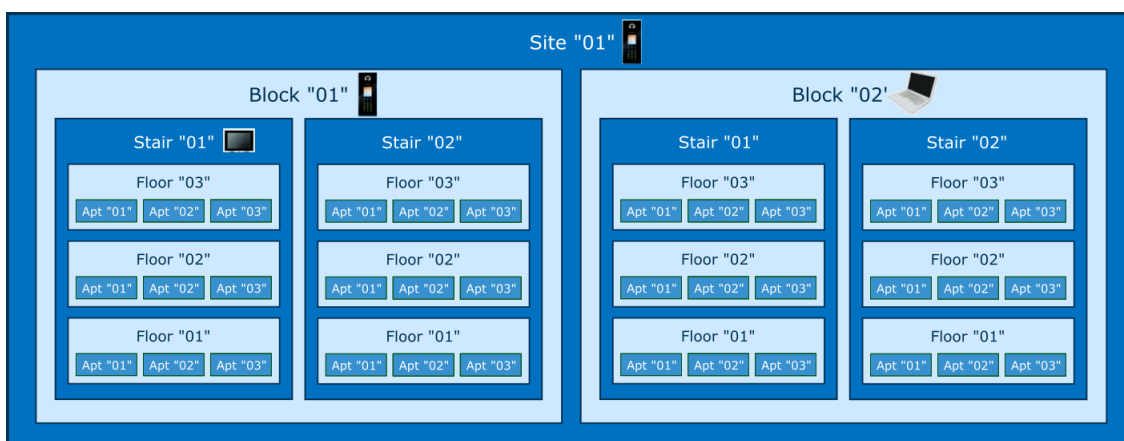 Site "01"
Block "01"
Stair "01"
Floor "03"
Apt "01" Apt "02" Apt "03"
Floor "02"
Apt "01" Apt "02" Apt "03"
Floor "01"
Apt "01" Apt "02" Apt "03"
Stair "02"
Floor "03"
Apt "01" Apt "02" Apt "03"
Floor "02"
Apt "01" Apt "02" Apt "03"
Floor "01"
Apt "01" Apt "02" Apt "03"
Block "02'
Stair "01"
Floor "03"
Apt "01" Apt "02" Apt "03"
Floor "02"
Apt "01" Apt "02" Apt "03"
Floor "01"
Apt "01" Apt "02" Apt "03"
Stair "02"
Floor "03"
Apt "01" Apt "02" Apt "03"
Floor "02"
Apt "01" Apt "02" Apt "03"
Floor "01"
Apt "01" Apt "02" Apt "03"